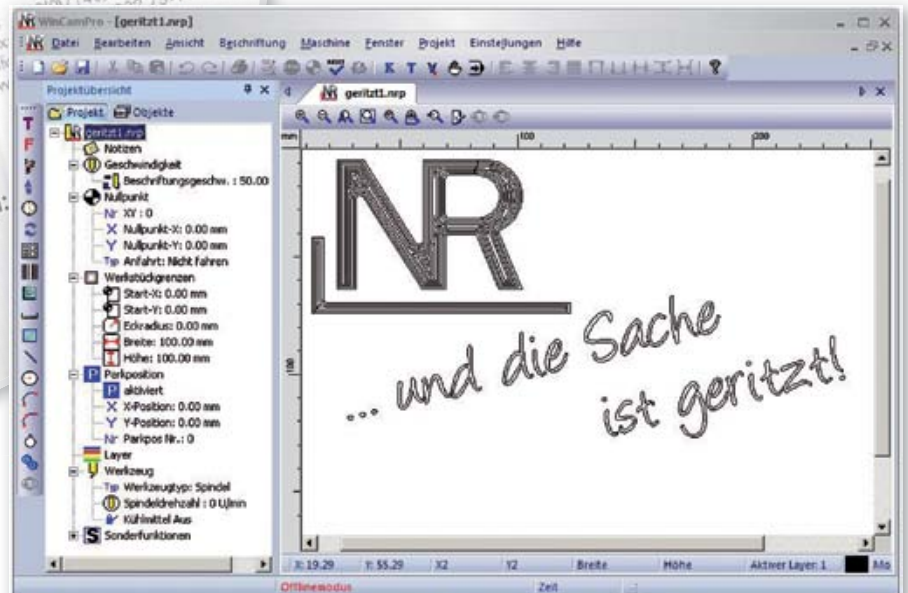 WinCamPro - [geritzt1.nrp]
Datei Bearbeiten Ansicht Beschriftung Maschine Fenster Projekt Einstellungen Hilfe
K T
Projektübersicht
geritzt1.nrp
Projekt Objekte
mm 100 200
geritzt1.nrp
Notizen
Geschwindigkeit
Beschriftungsgeschw. : 50.00
Nullpunkt
Nr XY : 0
X Nullpunkt-X: 0.00 mm
Y Nullpunkt-Y: 0.00 mm
Typ Anfahrt: Nicht fahren
Werkstückgrenzen
Start-X: 0.00 mm
Start-Y: 0.00 mm
Eckradius: 0.00 mm
Breite: 100.00 mm
Höhe: 100.00 mm
Parkposition
P aktiviert
X X-Position: 0.00 mm
Y Y-Position: 0.00 mm
Nr Parkpos Nr.: 0
Layer
Werkzeug
Typ Werkzeugtyp: Spindel
Spindeldrehzahl : 0 U/min
Kühlmittel Aus
S Sonderfunktionen
NR
100
... und die Sache
ist geritzt!
X: 19.29 Y: 55.29 X2 Y2 Breite Höhe Aktiver Layer: 1 Mo
Offlinemodus Zeit